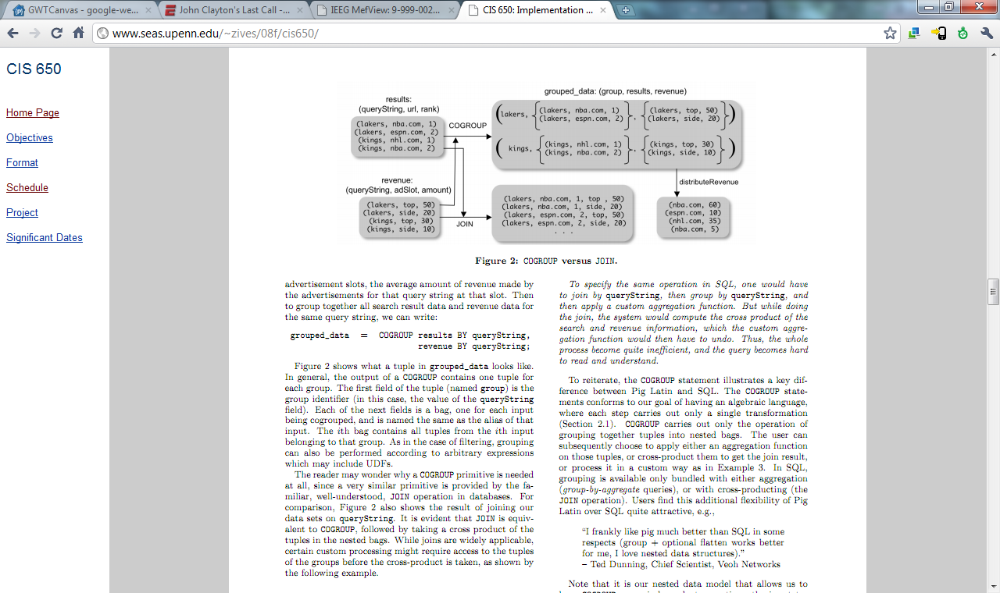 GWTCanvas - google-we...
John Clayton's Last Call -...
IEEG MefView: 9-999-002...
CIS 650: Implementation ...
www.seas.upenn.edu/~zives/08f/cis650/
CIS 650
Home Page
Objectives
Format
Schedule
Project
Significant Dates
results:
(queryString, url, rank)
(lakers, nba.com, 1)
(lakers, espn.com, 2)
(kings, nhl.com, 1)
(kings, nba.com, 2)
COGROUP
grouped_data: (group, results, revenue)
(lakers, {(lakers, nba.com, 1) (lakers, espn.com, 2)}, {(lakers, top, 50) (lakers, side, 20)})
(kings, {(kings, nhl.com, 1) (kings, nba.com, 2)}, {(kings, top, 30) (kings, side, 10)})
revenue:
(queryString, adSlot, amount)
(lakers, top, 50)
(lakers, side, 20)
(kings, top, 30)
(kings, side, 10)
JOIN
(lakers, nba.com, 1, top , 50)
(lakers, nba.com, 1, side, 20)
(lakers, espn.com, 2, top, 50)
(lakers, espn.com, 2, side, 20)
. . .
distributeRevenue
(nba.com, 60)
(espn.com, 10)
(nhl.com, 35)
(nba.com, 5)
Figure 2: COGROUP versus JOIN.
advertisement slots, the average amount of revenue made by
the advertisements for that query string at that slot. Then
to group together all search result data and revenue data for
the same query string, we can write:
grouped_data = COGROUP results BY queryString,
revenue BY queryString;
Figure 2 shows what a tuple in grouped_data looks like.
In general, the output of a COGROUP contains one tuple for
each group. The first field of the tuple (named group) is the
group identifier (in this case, the value of the queryString
field). Each of the next fields is a bag, one for each input
being cogrouped, and is named the same as the alias of that
input. The ith bag contains all tuples from the ith input
belonging to that group. As in the case of filtering, grouping
can also be performed according to arbitrary expressions
which may include UDFs.
The reader may wonder why a COGROUP primitive is needed
at all, since a very similar primitive is provided by the fa-
miliar, well-understood, JOIN operation in databases. For
comparison, Figure 2 also shows the result of joining our
data sets on queryString. It is evident that JOIN is equiv-
alent to COGROUP, followed by taking a cross product of the
tuples in the nested bags. While joins are widely applicable,
certain custom processing might require access to the tuples
of the groups before the cross-product is taken, as shown by
the following example.
To specify the same operation in SQL, one would have
to join by queryString, then group by queryString, and
then apply a custom aggregation function. But while doing
the join, the system would compute the cross product of the
search and revenue information, which the custom aggre-
gation function would then have to undo. Thus, the whole
process become quite inefficient, and the query becomes hard
to read and understand.
To reiterate, the COGROUP statement illustrates a key dif-
ference between Pig Latin and SQL. The COGROUP state-
ments conforms to our goal of having an algebraic language,
where each step carries out only a single transformation
(Section 2.1). COGROUP carries out only the operation of
grouping together tuples into nested bags. The user can
subsequently choose to apply either an aggregation function
on those tuples, or cross-product them to get the join result,
or process it in a custom way as in Example 3. In SQL,
grouping is available only bundled with either aggregation
(group-by-aggregate queries), or with cross-producting (the
JOIN operation). Users find this additional flexibility of Pig
Latin over SQL quite attractive, e.g.,
“I frankly like pig much better than SQL in some
respects (group + optional flatten works better
for me, I love nested data structures).”
– Ted Dunning, Chief Scientist, Veoh Networks
Note that it is our nested data model that allows us to